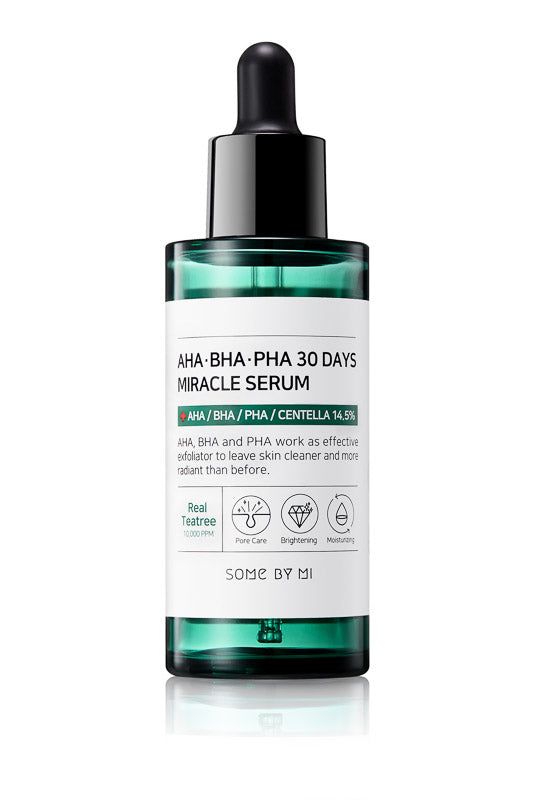 AHA·BHA·PHA 30 DAYS
MIRACLE SERUM
+AHA / BHA / PHA / CENTELLA 14.5%
AHA, BHA and PHA work as effective
exfoliator to leave skin cleaner and more
radiant than before.
Real
Teatree
10,000 PPM
Pore Care
Brightening
Moisturizing
SOME BY MI